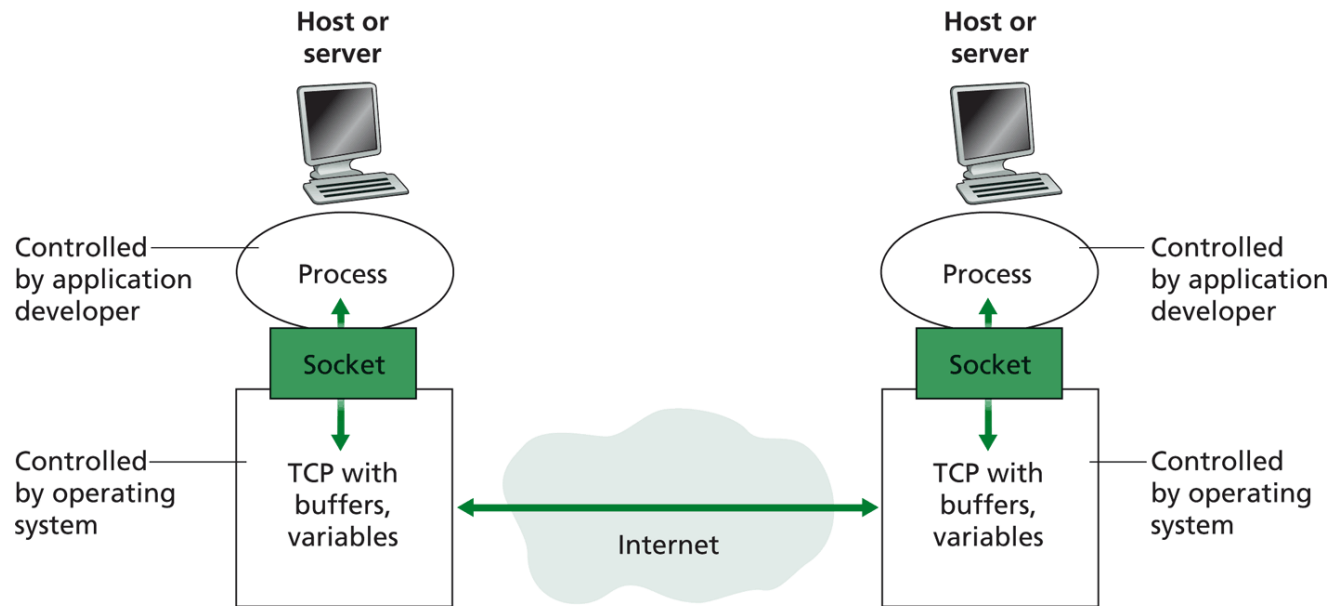 Host or
server
Host or
server
Controlled
by application
developer
Process
Process
Controlled
by application
developer
Socket
Socket
Controlled
by operating
system
TCP with
buffers,
variables
Internet
TCP with
buffers,
variables
Controlled
by operating
system